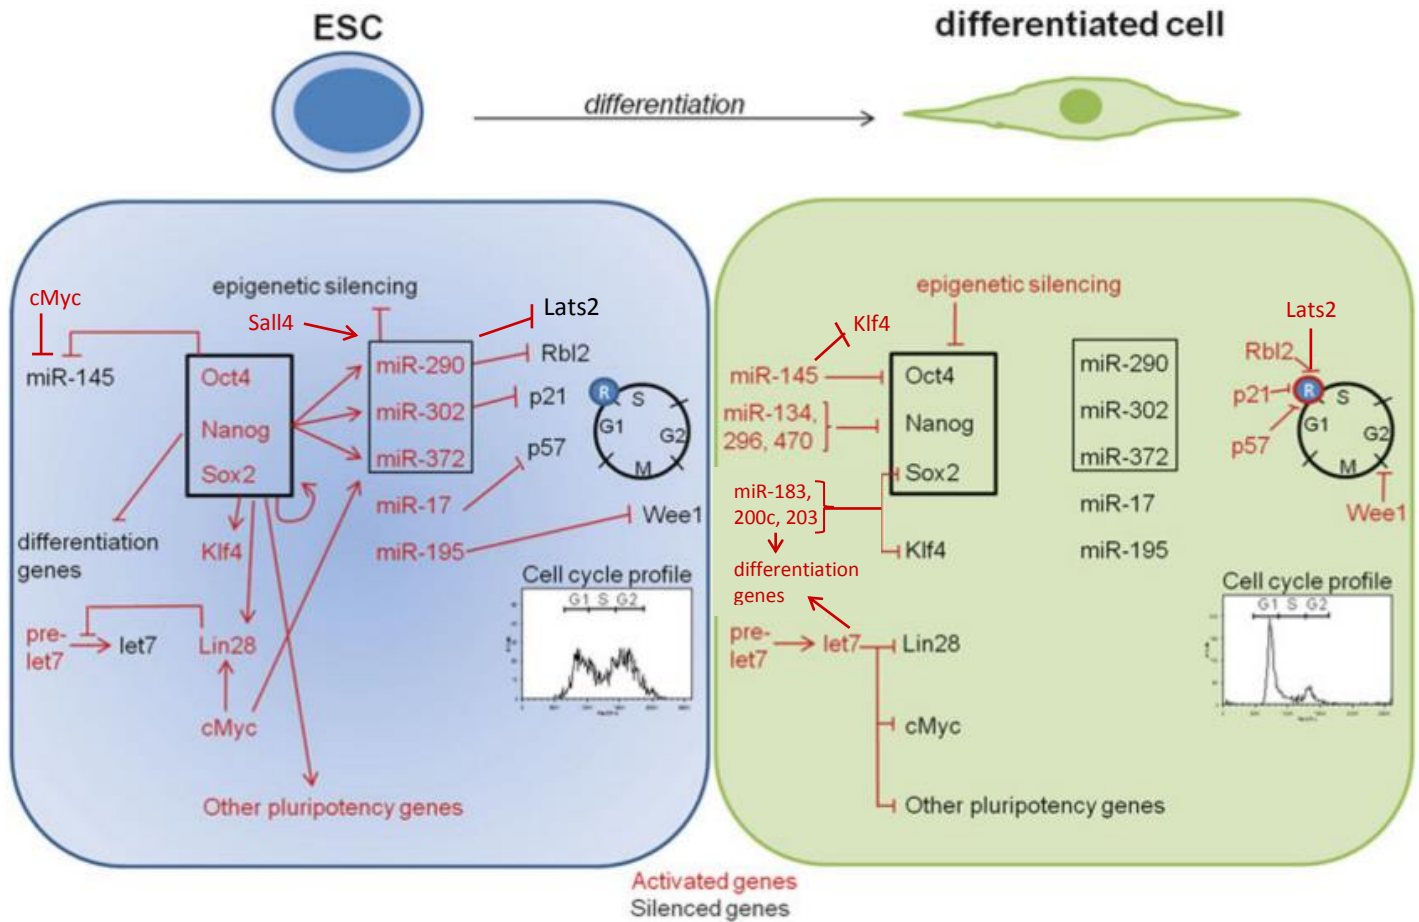 ESC
differentiated cell
differentiation
epigenetic silencing
cMyc
Sall4
Lats2
miR-145
Oct4
Nanog
Sox2
miR-290
miR-302
miR-372
miR-17
miR-195
Rbl2
p21
p57
Wee1
R
S
G1
G2
M
differentiation
genes
Klf4
pre-
let7
let7
Lin28
cMyc
Other pluripotency genes
Cell cycle profile
G1 S G2
epigenetic silencing
Klf4
Lats2
miR-145
miR-134,
296, 470
miR-183,
200c, 203
differentiation
genes
pre-
let7
let7
Oct4
Nanog
Sox2
Klf4
Lin28
cMyc
Other pluripotency genes
miR-290
miR-302
miR-372
miR-17
miR-195
Rbl2
p21
p57
R
S
G1
G2
M
Wee1
Cell cycle profile
G1 S G2
Activated genes
Silenced genes